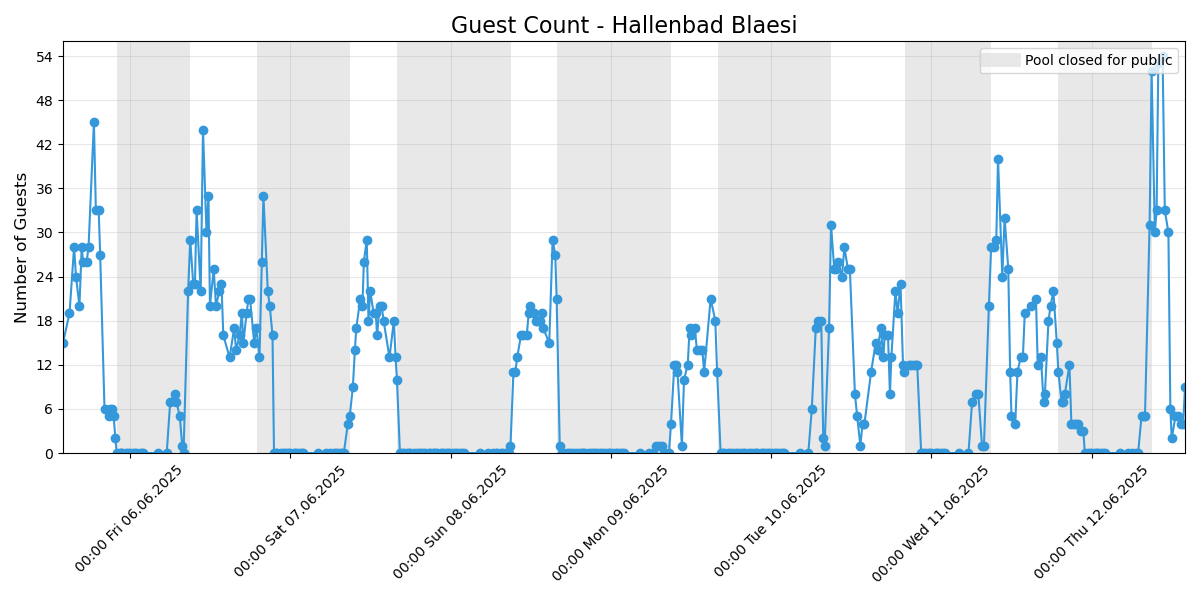 Guest Count - Hallenbad Blaesi
Pool closed for public
Number of Guests
54
48
42
36
30
24
18
12
6
0
00:00 Fri 06.06.2025
00:00 Sat 07.06.2025
00:00 Sun 08.06.2025
00:00 Mon 09.06.2025
00:00 Tue 10.06.2025
00:00 Wed 11.06.2025
00:00 Thu 12.06.2025